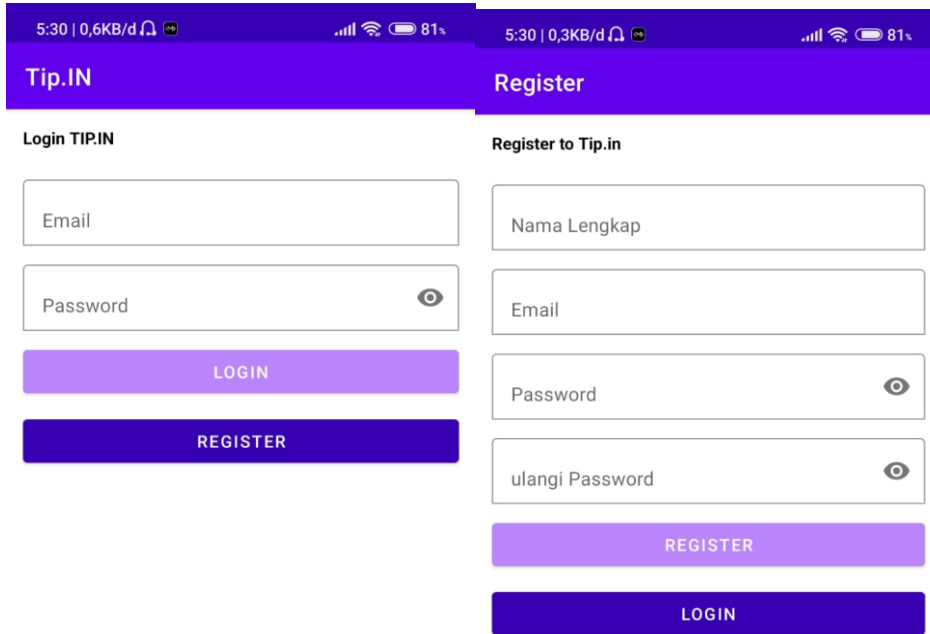 5:30 | 0,6KB/d 81%
Tip.IN
Login TIP.IN
Email
Password
LOGIN
REGISTER
5:30 | 0,3KB/d 81%
Register
Register to Tip.in
Nama Lengkap
Email
Password
ulangi Password
REGISTER
LOGIN